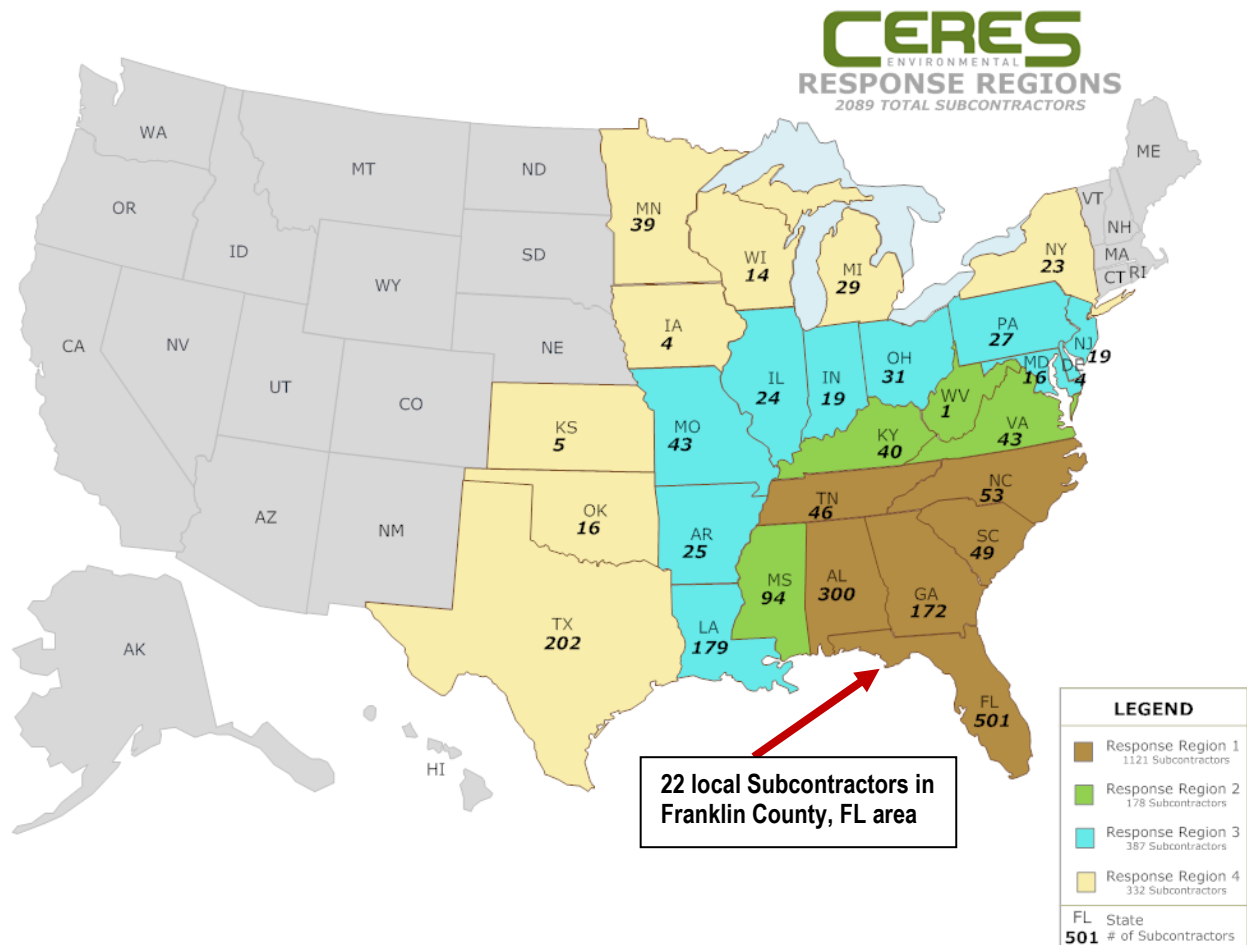 CERES
ENVIRONMENTAL
RESPONSE REGIONS
2089 TOTAL SUBCONTRACTORS
WA
MT
ND
OR
ID
SD
WY
MN
39
WI
14
MI
29
NY
23
VT
ME
NH
MA
CT
RI
CA
NV
UT
CO
NE
IA
4
IL
24
IN
19
OH
31
PA
27
NJ
19
MD
16
DE
4
KS
5
MO
43
KY
40
WV
1
VA
43
AZ
NM
OK
16
AR
25
TN
46
NC
53
SC
49
TX
202
LA
179
MS
94
AL
300
GA
172
FL
501
AK
HI
22 local Subcontractors in
Franklin County, FL area
LEGEND
Response Region 1
1121 Subcontractors
Response Region 2
178 Subcontractors
Response Region 3
387 Subcontractors
Response Region 4
332 Subcontractors
FL State
501 # of Subcontractors